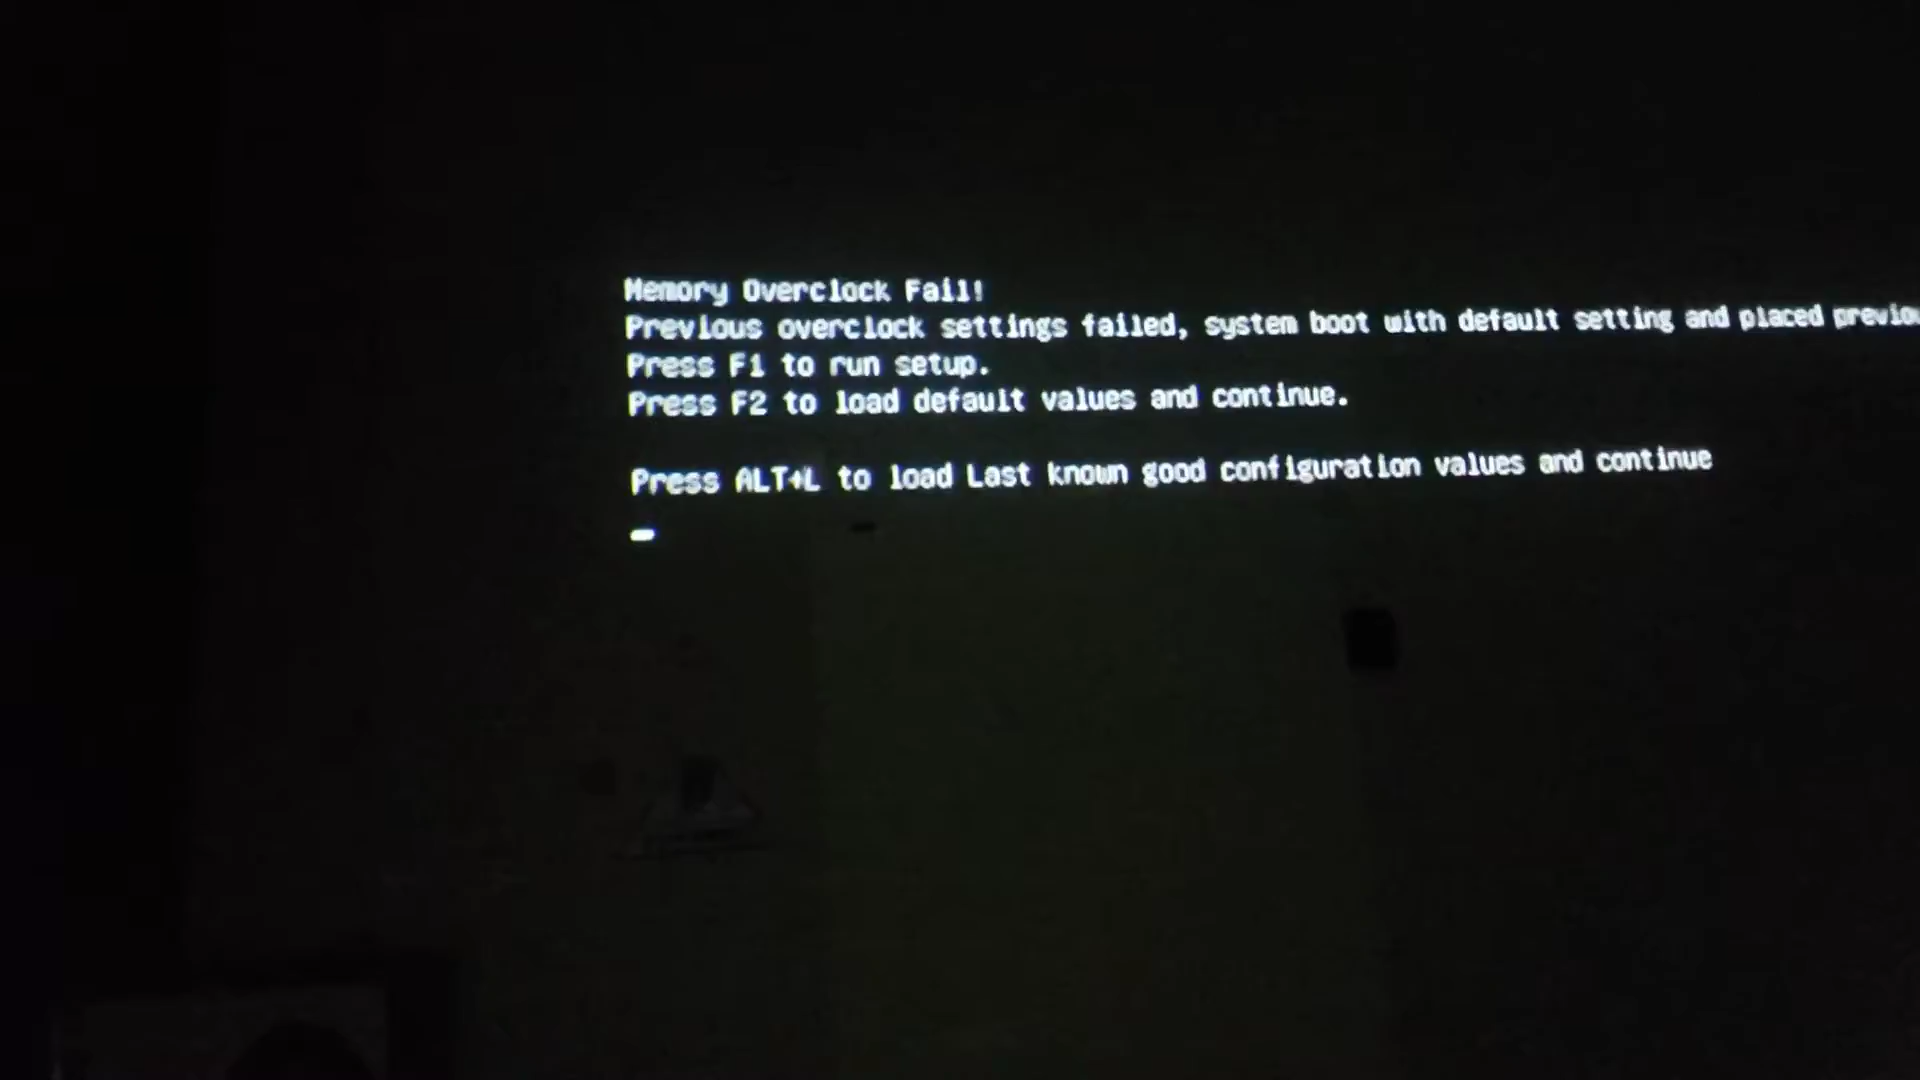 Memory Overclock Fail!
Previous overclock settings failed, system boot with default setting and placed
Press F1 to run setup.
Press F2 to load default values and continue.
Press ALT+L to load Last known good configuration values and continue